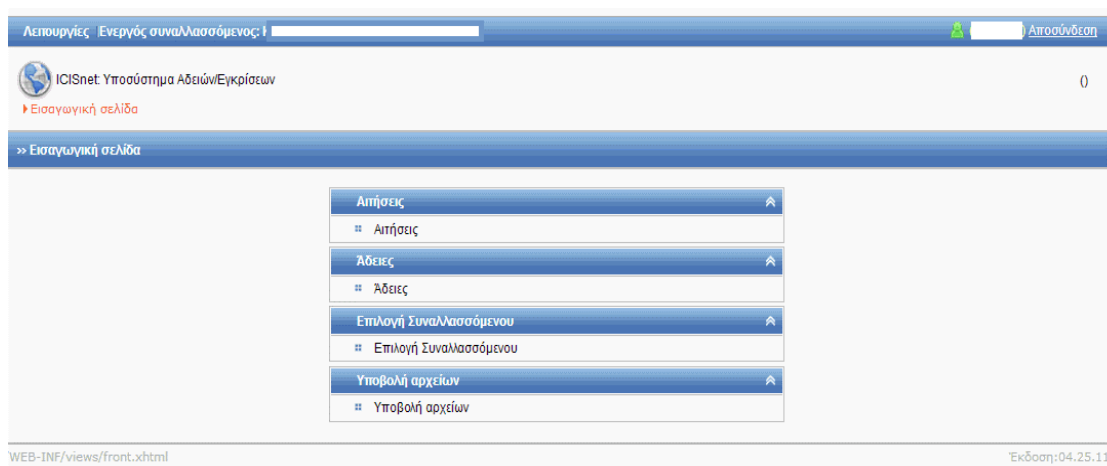 Λειτουργίες |Ενεργός συναλλασσόμενος:
( ) Αποσύνδεση
ICISnet: Υποσύστημα Αδειών/Εγκρίσεων
()
Εισαγωγική σελίδα
» Εισαγωγική σελίδα
Αιτήσεις
Αιτήσεις
Άδειες
Άδειες
Επιλογή Συναλλασσόμενου
Επιλογή Συναλλασσόμενου
Υποβολή αρχείων
Υποβολή αρχείων
WEB-INF/views/front.xhtml
Έκδοση:04.25.11